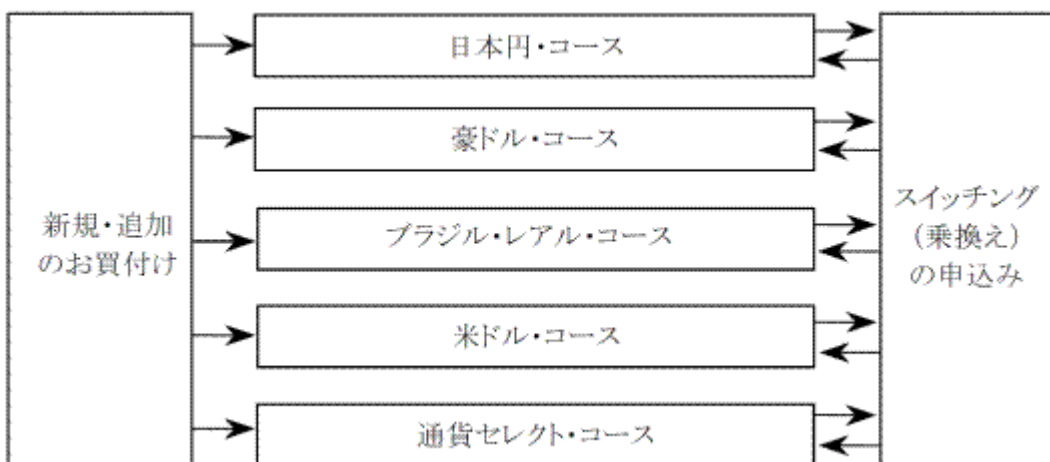 新規・追加
のお買付け
日本円・コース
豪ドル・コース
ブラジル・レアル・コース
米ドル・コース
通貨セレクト・コース
スイッチング
（乗換え）
の申込み